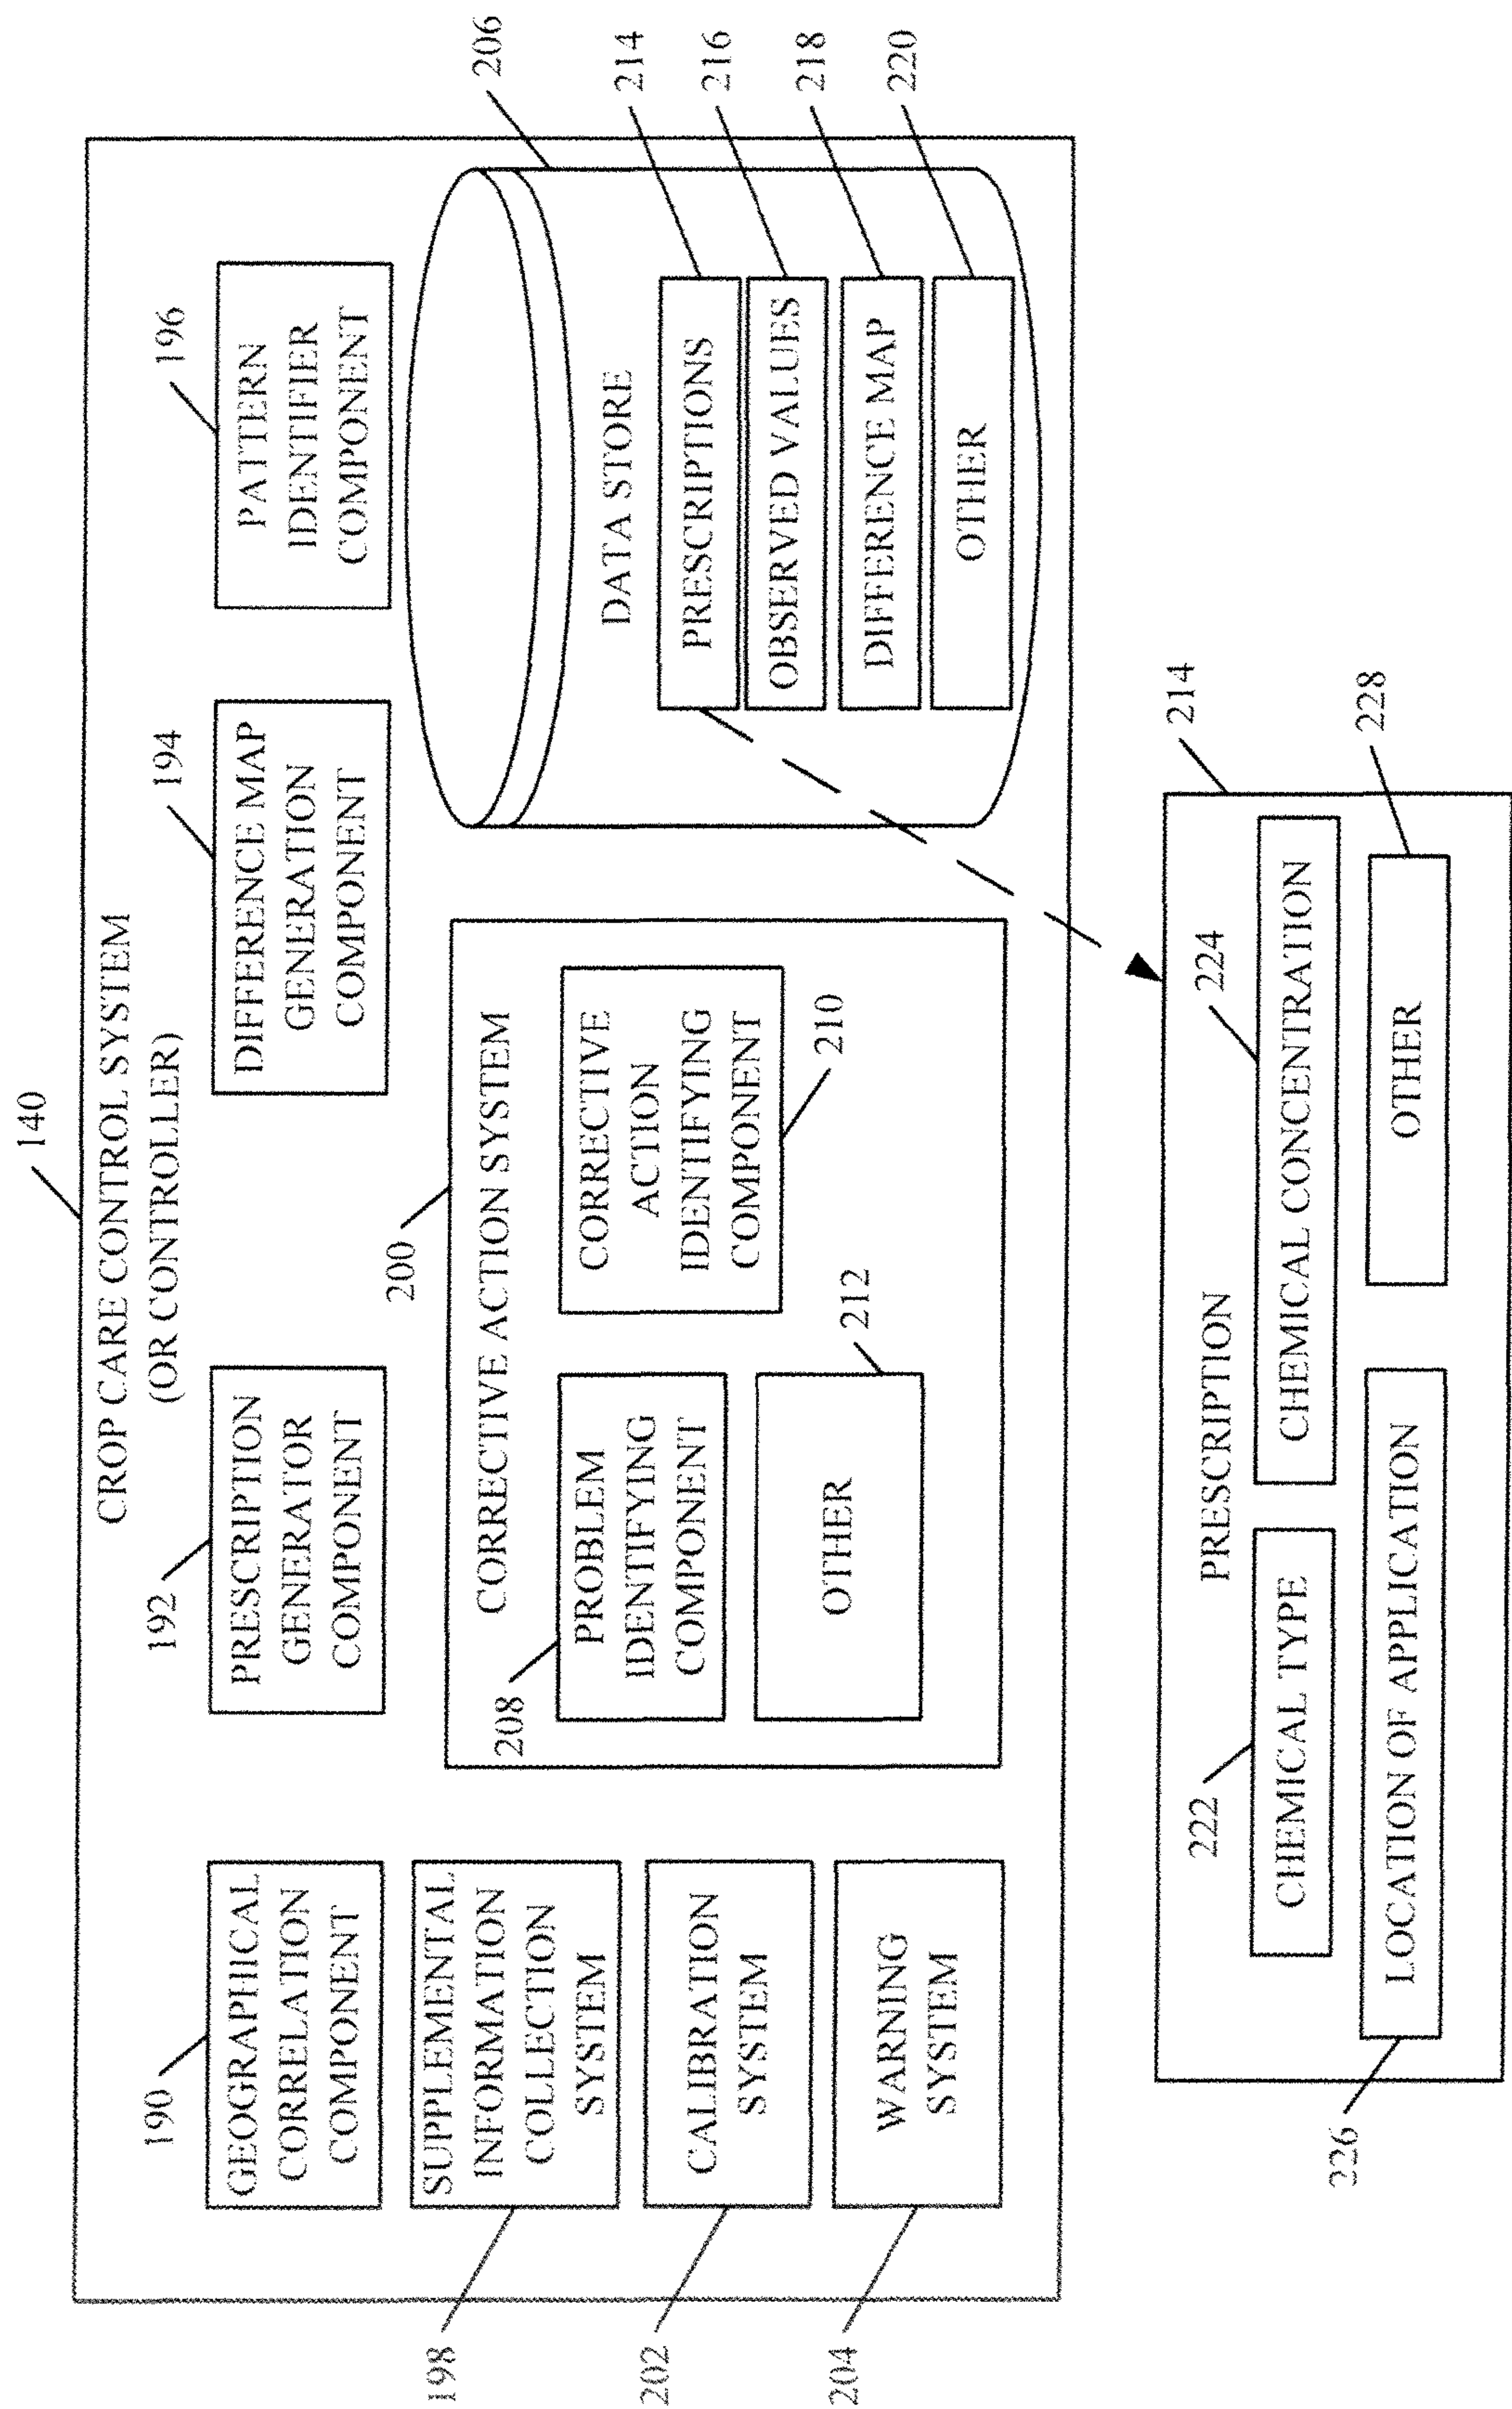 140
CROP CARE CONTROL SYSTEM
(OR CONTROLLER)
190
GEOGRAPHICAL
CORRELATION
COMPONENT
192
PRESCRIPTION
GENERATOR
COMPONENT
194
DIFFERENCE MAP
GENERATION
COMPONENT
196
PATTERN
IDENTIFIER
COMPONENT
198
SUPPLEMENTAL
INFORMATION
COLLECTION
SYSTEM
202
CALIBRATION
SYSTEM
204
WARNING
SYSTEM
200
CORRECTIVE ACTION SYSTEM
208
PROBLEM
IDENTIFYING
COMPONENT
CORRECTIVE
ACTION
IDENTIFYING
COMPONENT
210
212
OTHER
206
DATA STORE
PRESCRIPTIONS
214
OBSERVED VALUES
216
DIFFERENCE MAP
218
OTHER
220
214
PRESCRIPTION
222
CHEMICAL TYPE
224
CHEMICAL CONCENTRATION
226
LOCATION OF APPLICATION
OTHER
228